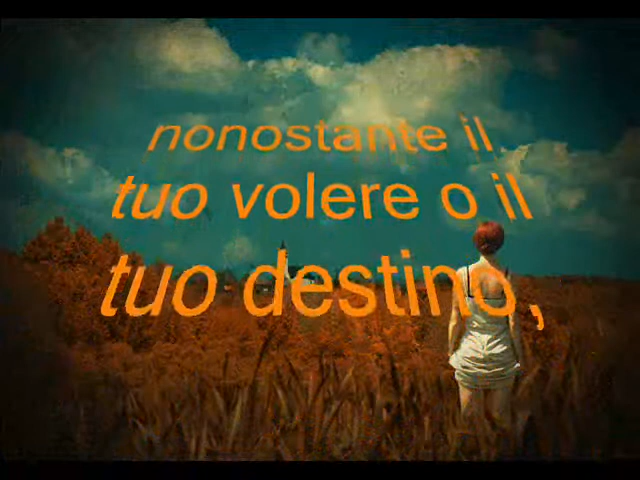 nonostante il
tuo volere o il
tuo destino,